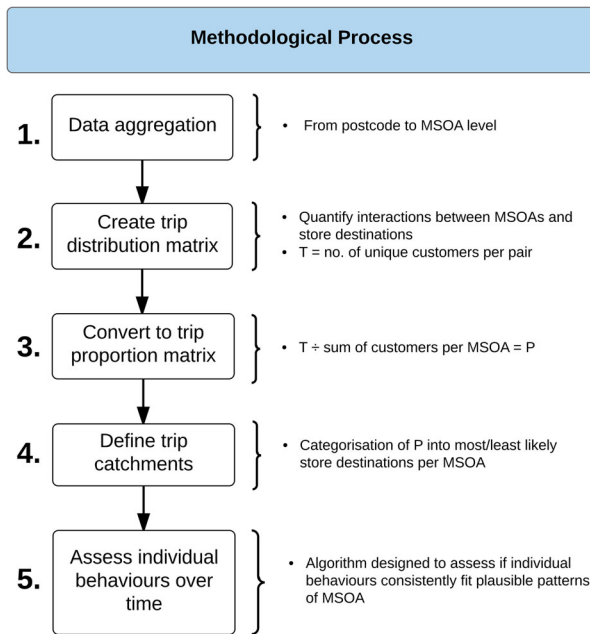 Methodological Process
1.
Data aggregation
• From postcode to MSOA level
2.
Create trip
distribution matrix
• Quantify interactions between MSOAs and
store destinations
• T = no. of unique customers per pair
3.
Convert to trip
proportion matrix
• T ÷ sum of customers per MSOA = P
4.
Define trip
catchments
• Categorisation of P into most/least likely
store destinations per MSOA
5.
Assess individual
behaviours over
time
• Algorithm designed to assess if individual
behaviours consistently fit plausible patterns
of MSOA